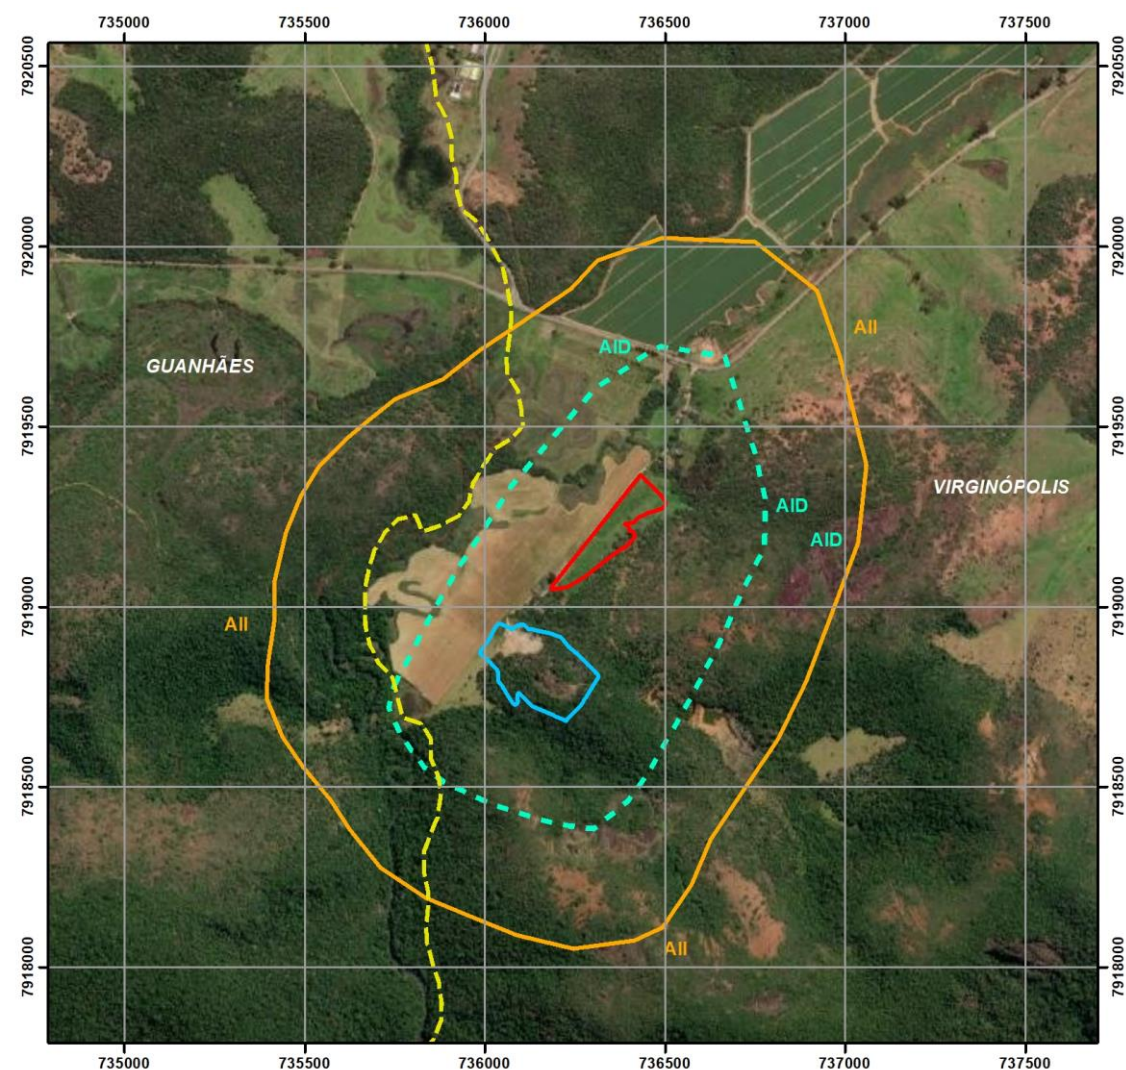 735000 735500 736000 736500 737000 737500
7920500 7920500
7920000 7920000
AII
AID
GUANHÃES
7919500 7919500
VIRGINÓPOLIS
AID
AID
7919000 7919000
AII
7918500 7918500
AII
7918000 7918000
735000 735500 736000 736500 737000 737500